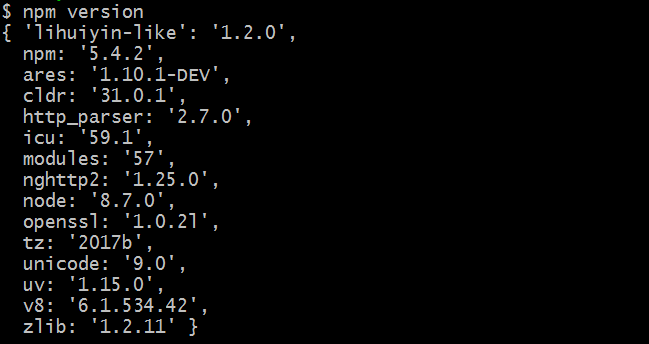 $ npm version
{ 'lihuiyin-like': '1.2.0',
  npm: '5.4.2',
  ares: '1.10.1-DEV',
  cldr: '31.0.1',
  http_parser: '2.7.0',
  icu: '59.1',
  modules: '57',
  nghttp2: '1.25.0',
  node: '8.7.0',
  openssl: '1.0.2l',
  tz: '2017b',
  unicode: '9.0',
  uv: '1.15.0',
  v8: '6.1.534.42',
  zlib: '1.2.11' }